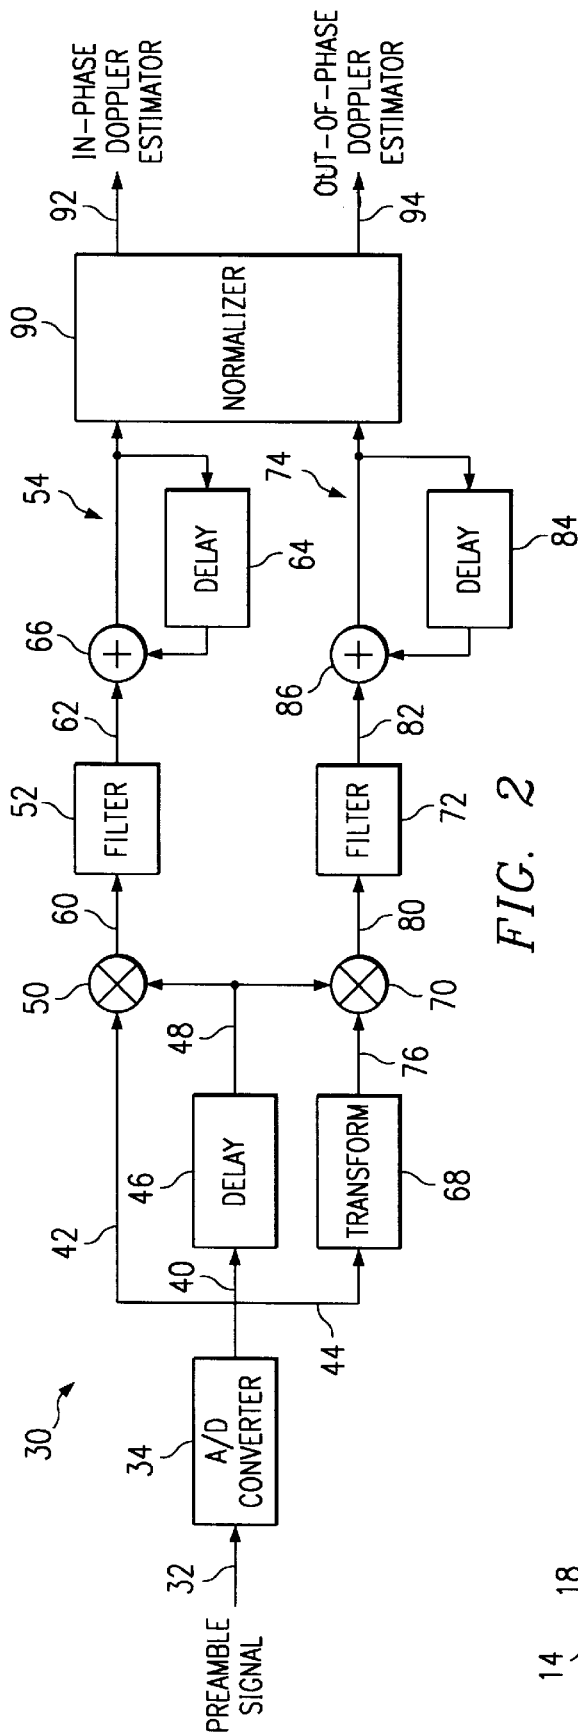 30
PREAMBLE
SIGNAL
32
34
A/D
CONVERTER
40
42
44
46
DELAY
48
TRANSFORM
68
76
50
70
60
80
52
FILTER
72
FILTER
62
82
66
86
54
74
DELAY
64
DELAY
84
90
NORMALIZER
92
94
IN-PHASE
DOPPLER
ESTIMATOR
OUT-OF-PHASE
DOPPLER
ESTIMATOR
FIG. 2
14
18